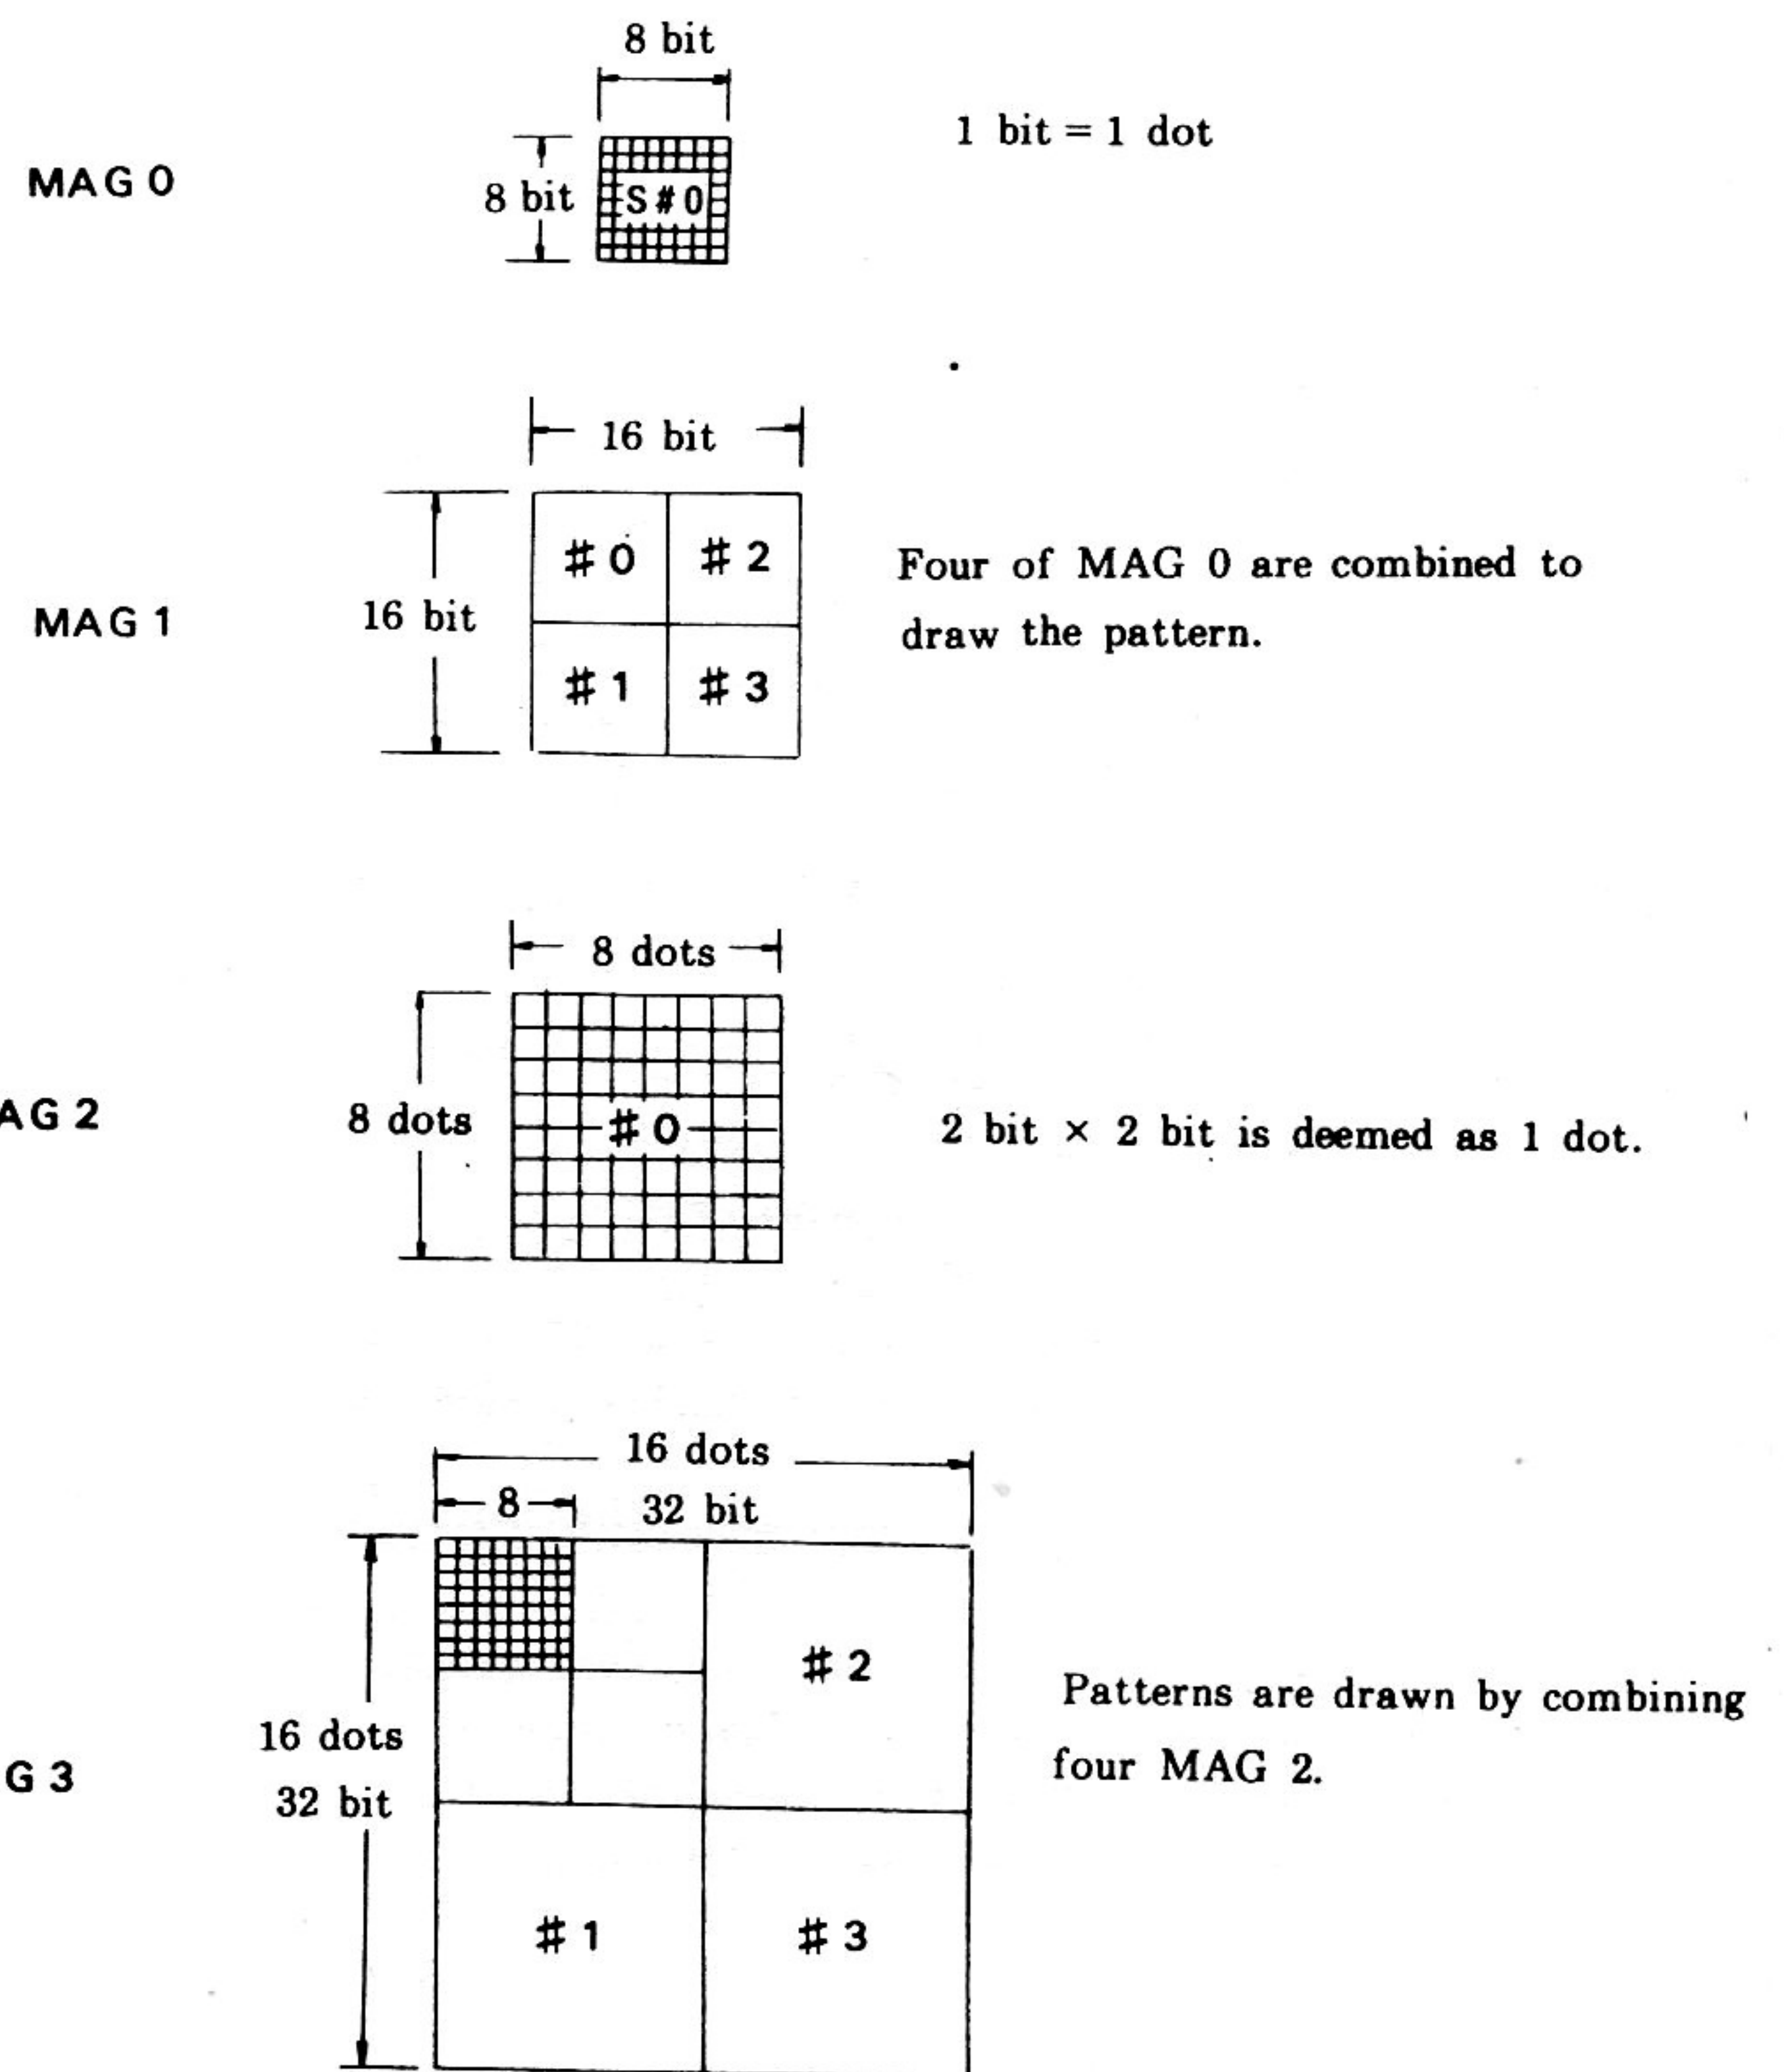 8 bit
1 bit = 1 dot
MAG 0
8 bit
S # 0
16 bit
# 0 # 2
Four of MAG 0 are combined to
MAG 1
16 bit
draw the pattern.
# 1 # 3
8 dots
AG 2
8 dots
# 0
2 bit × 2 bit is deemed as 1 dot.
16 dots
8
32 bit
# 2
Patterns are drawn by combining
16 dots
four MAG 2.
G 3
32 bit
# 1 # 3